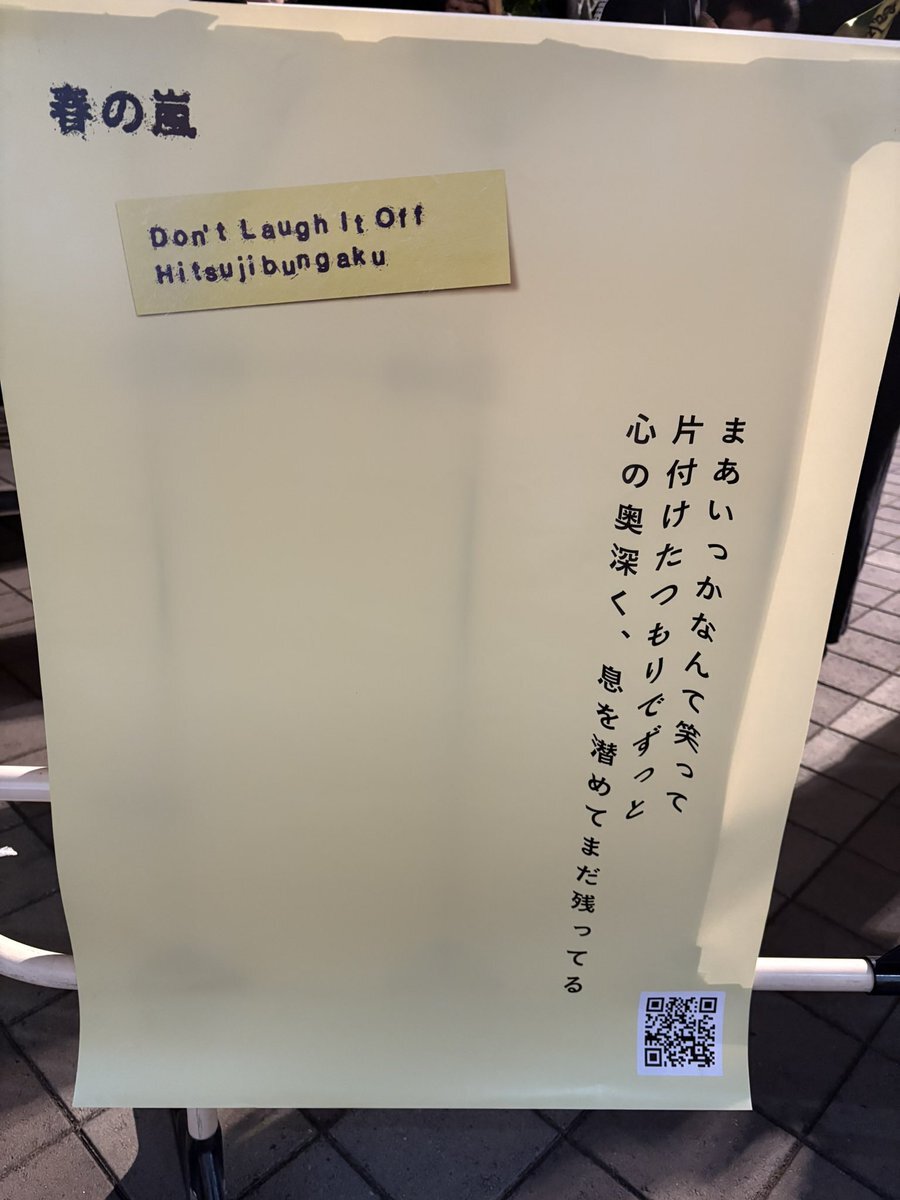 春の嵐
Don't Laugh It Off
Hitsujibungaku
まあいっかなんて笑って
片付けたつもりでずっと
心の奥深く、息を潜めてまだ残ってる